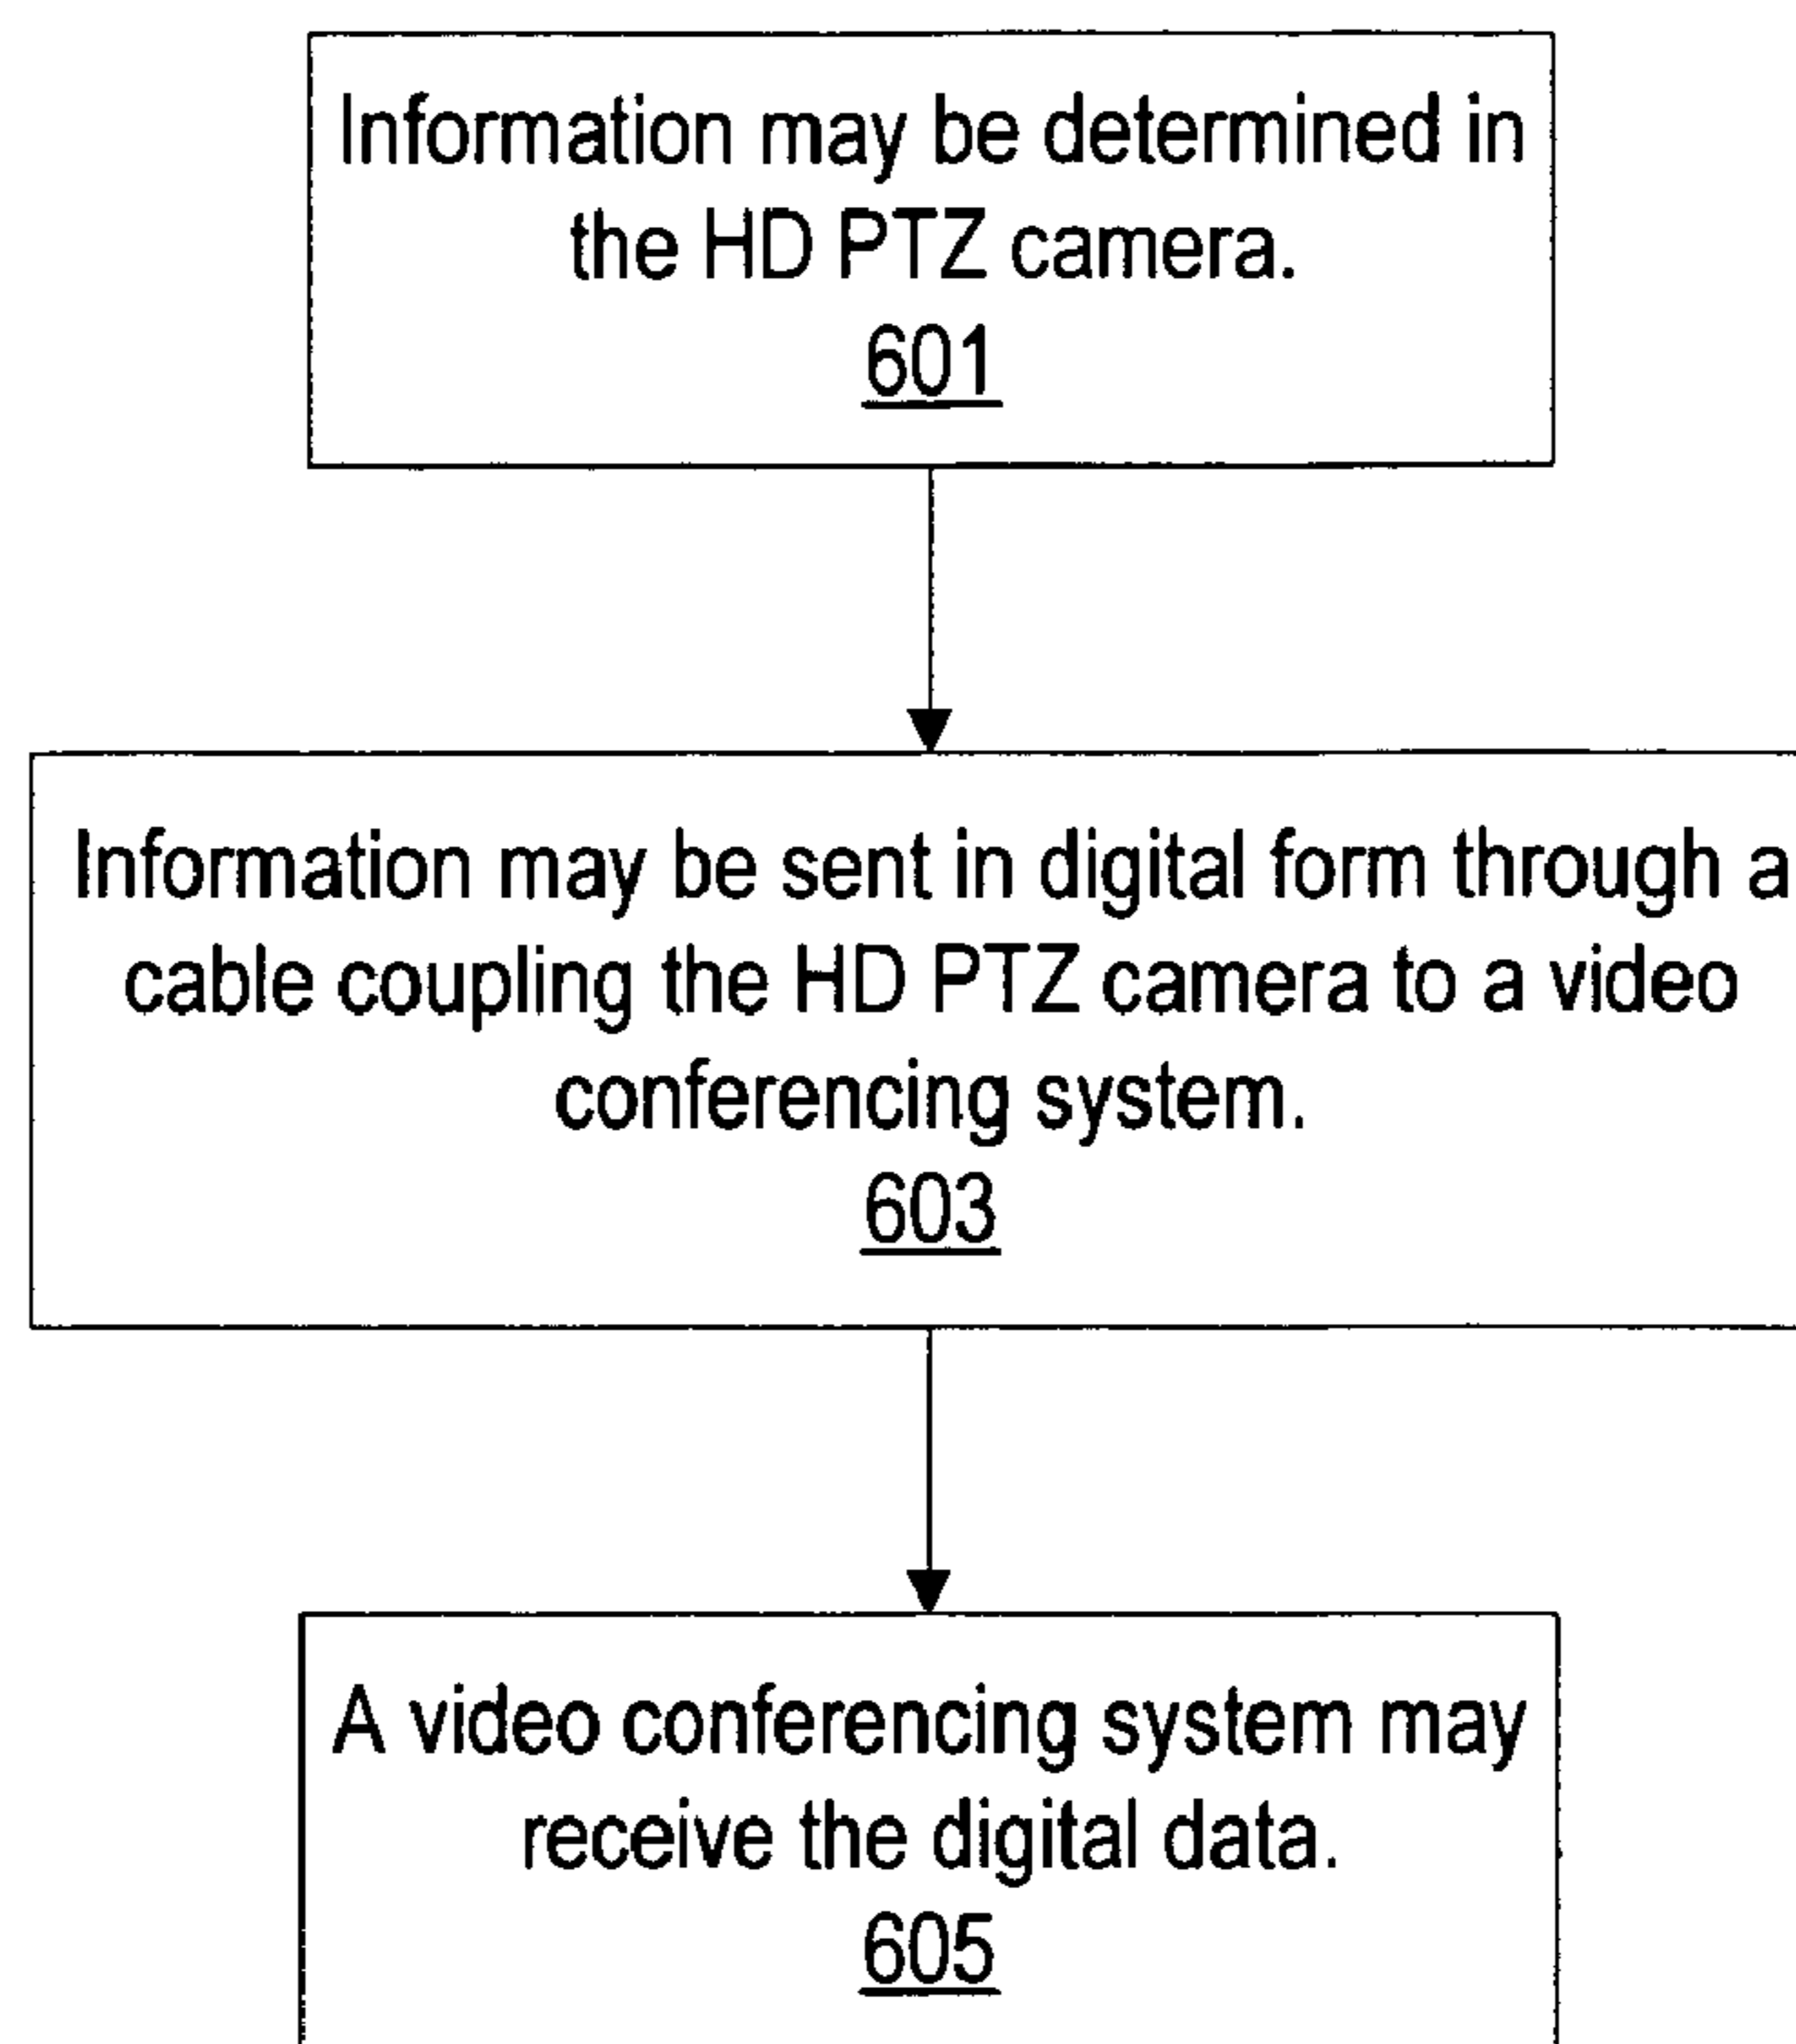 Information may be determined in
the HD PTZ camera.
601
Information may be sent in digital form through a
cable coupling the HD PTZ camera to a video
conferencing system.
603
A video conferencing system may
receive the digital data.
605